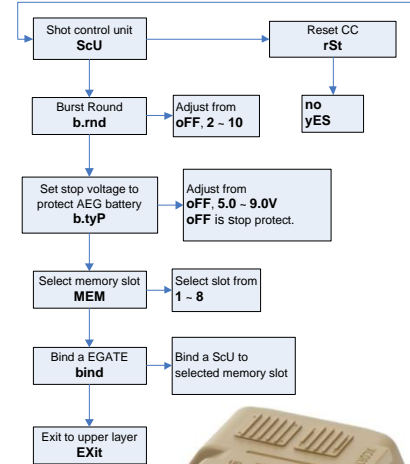 Shot control unit
ScU
Reset CC
rSt
no
yES
Burst Round
b.rnd
Adjust from
oFF, 2 ~ 10
Set stop voltage to
protect AEG battery
b.tyP
Adjust from
oFF, 5.0 ~ 9.0V
oFF is stop protect.
Select memory slot
MEM
Select slot from
1 ~ 8
Bind a EGATE
bind
Bind a ScU to
selected memory slot
Exit to upper layer
EXit